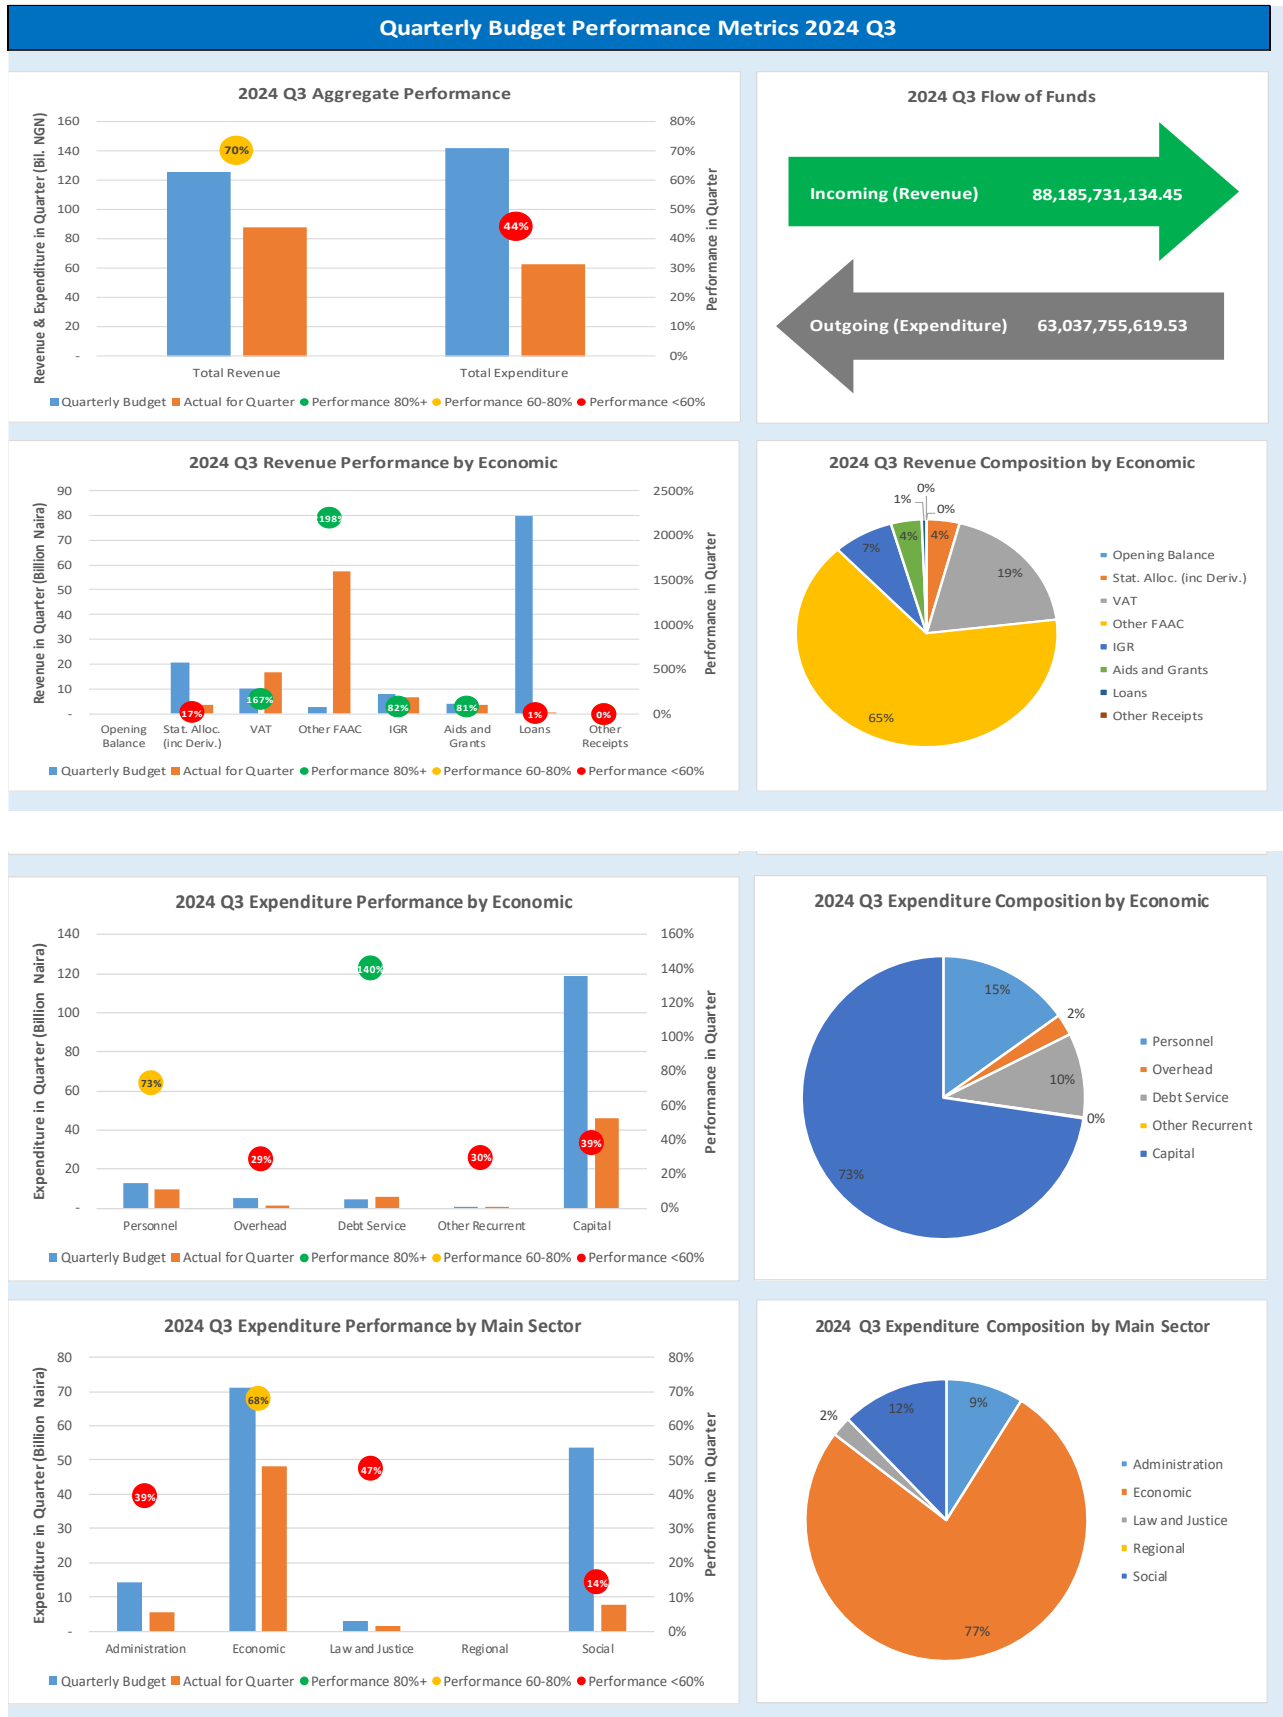 Quarterly Budget Performance Metrics 2024 Q3
2024 Q3 Aggregate Performance
Revenue & Expenditure in Quarter (Bil. NGN)
160
140
120
100
80
60
40
20
-
80%
70%
60%
50%
40%
30%
20%
10%
0%
Performance in Quarter
70%
44%
Total Revenue
Total Expenditure
Quarterly Budget
Actual for Quarter
Performance 80%+
Performance 60-80%
Performance <60%
2024 Q3 Flow of Funds
Incoming (Revenue) 88,185,731,134.45
Outgoing (Expenditure) 63,037,755,619.53
2024 Q3 Revenue Performance by Economic
Revenue in Quarter (Billion Naira)
90
80
70
60
50
40
30
20
10
-
2500%
2000%
1500%
1000%
500%
0%
Performance in Quarter
17%
167%
82%
81%
1%
0%
Opening
Balance
Stat. Alloc.
(inc Deriv.)
VAT
Other FAAC
IGR
Aids and
Grants
Loans
Other
Receipts
Quarterly Budget
Actual for Quarter
Performance 80%+
Performance 60-80%
Performance <60%
2024 Q3 Revenue Composition by Economic
0%
1%
0%
4%
4%
7%
19%
65%
Opening Balance
Stat. Alloc. (inc Deriv.)
VAT
Other FAAC
IGR
Aids and Grants
Loans
Other Receipts
2024 Q3 Expenditure Performance by Economic
Expenditure in Quarter (Billion Naira)
140
120
100
80
60
40
20
-
160%
140%
120%
100%
80%
60%
40%
20%
0%
Performance in Quarter
73%
29%
140%
30%
39%
Personnel
Overhead
Debt Service
Other Recurrent
Capital
Quarterly Budget
Actual for Quarter
Performance 80%+
Performance 60-80%
Performance <60%
2024 Q3 Expenditure Composition by Economic
15%
2%
10%
0%
73%
Personnel
Overhead
Debt Service
Other Recurrent
Capital
2024 Q3 Expenditure Performance by Main Sector
Expenditure in Quarter (Billion Naira)
80
70
60
50
40
30
20
10
-
80%
70%
60%
50%
40%
30%
20%
10%
0%
Performance in Quarter
39%
68%
47%
14%
Administration
Economic
Law and Justice
Regional
Social
Quarterly Budget
Actual for Quarter
Performance 80%+
Performance 60-80%
Performance <60%
2024 Q3 Expenditure Composition by Main Sector
9%
12%
2%
77%
Administration
Economic
Law and Justice
Regional
Social